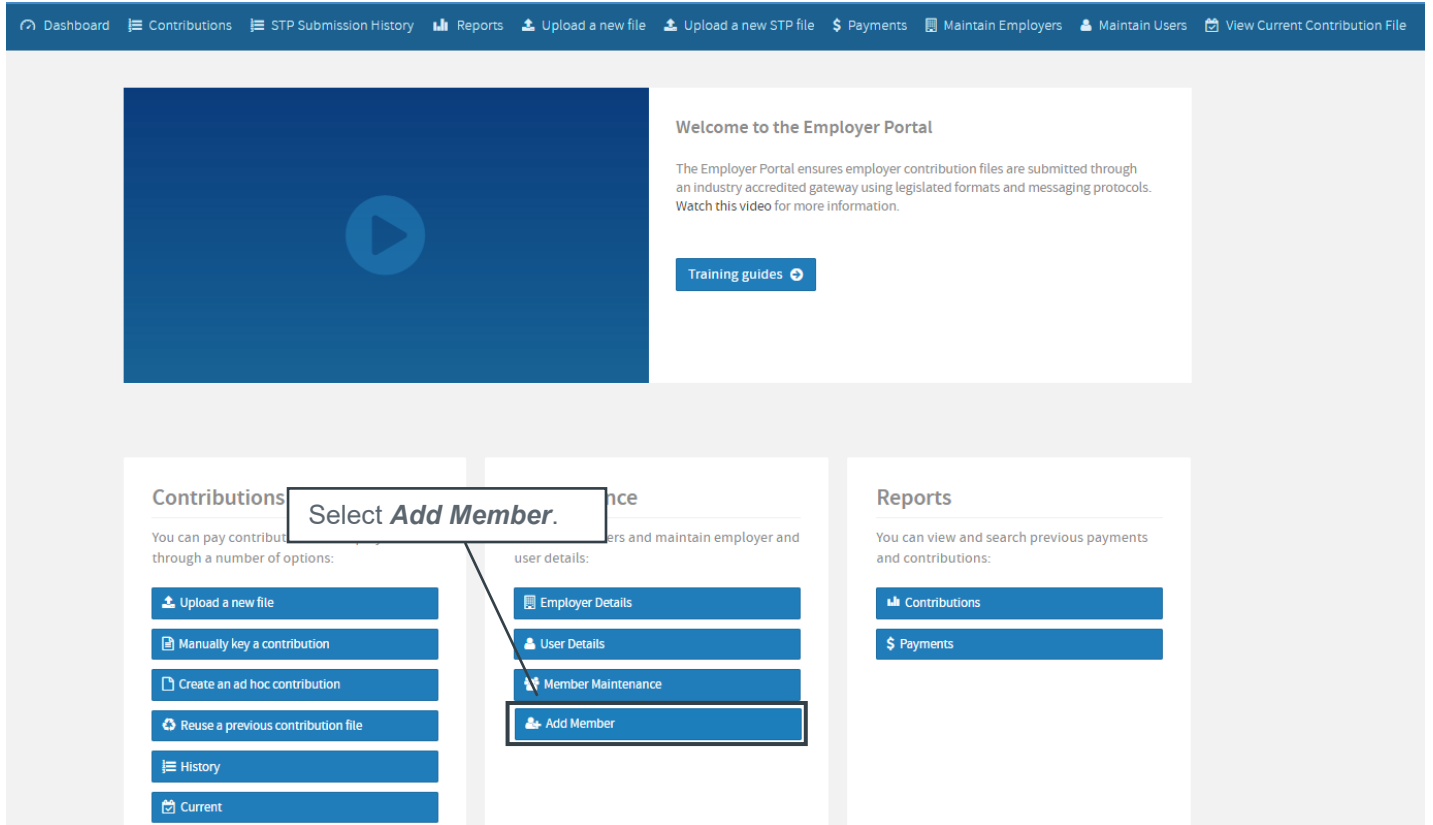 Dashboard Contributions STP Submission History Reports Upload a new file Upload a new STP file $ Payments Maintain Employers Maintain Users View Current Contribution File
Welcome to the Employer Portal
The Employer Portal ensures employer contribution files are submitted through
an industry accredited gateway using legislated formats and messaging protocols.
Watch this video for more information.
Training guides
Contributions
You can pay
through a number of options:
Upload a new file
Manually key a contribution
Create an ad hoc contribution
Reuse a previous contribution file
History
Current
Select Add Member.
nce
ers and maintain employer and
user details:
Employer Details
User Details
Member Maintenance
Add Member
Reports
You can view and search previous payments
and contributions:
Contributions
$ Payments